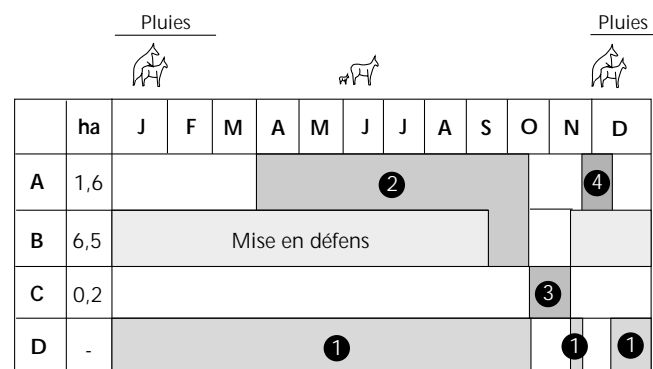 Pluies Pluies
ha J F M A M J J A S O N D
A 1,6 2 4
B 6,5 Mise en défens
C 0,2 3
D - 1 1 1